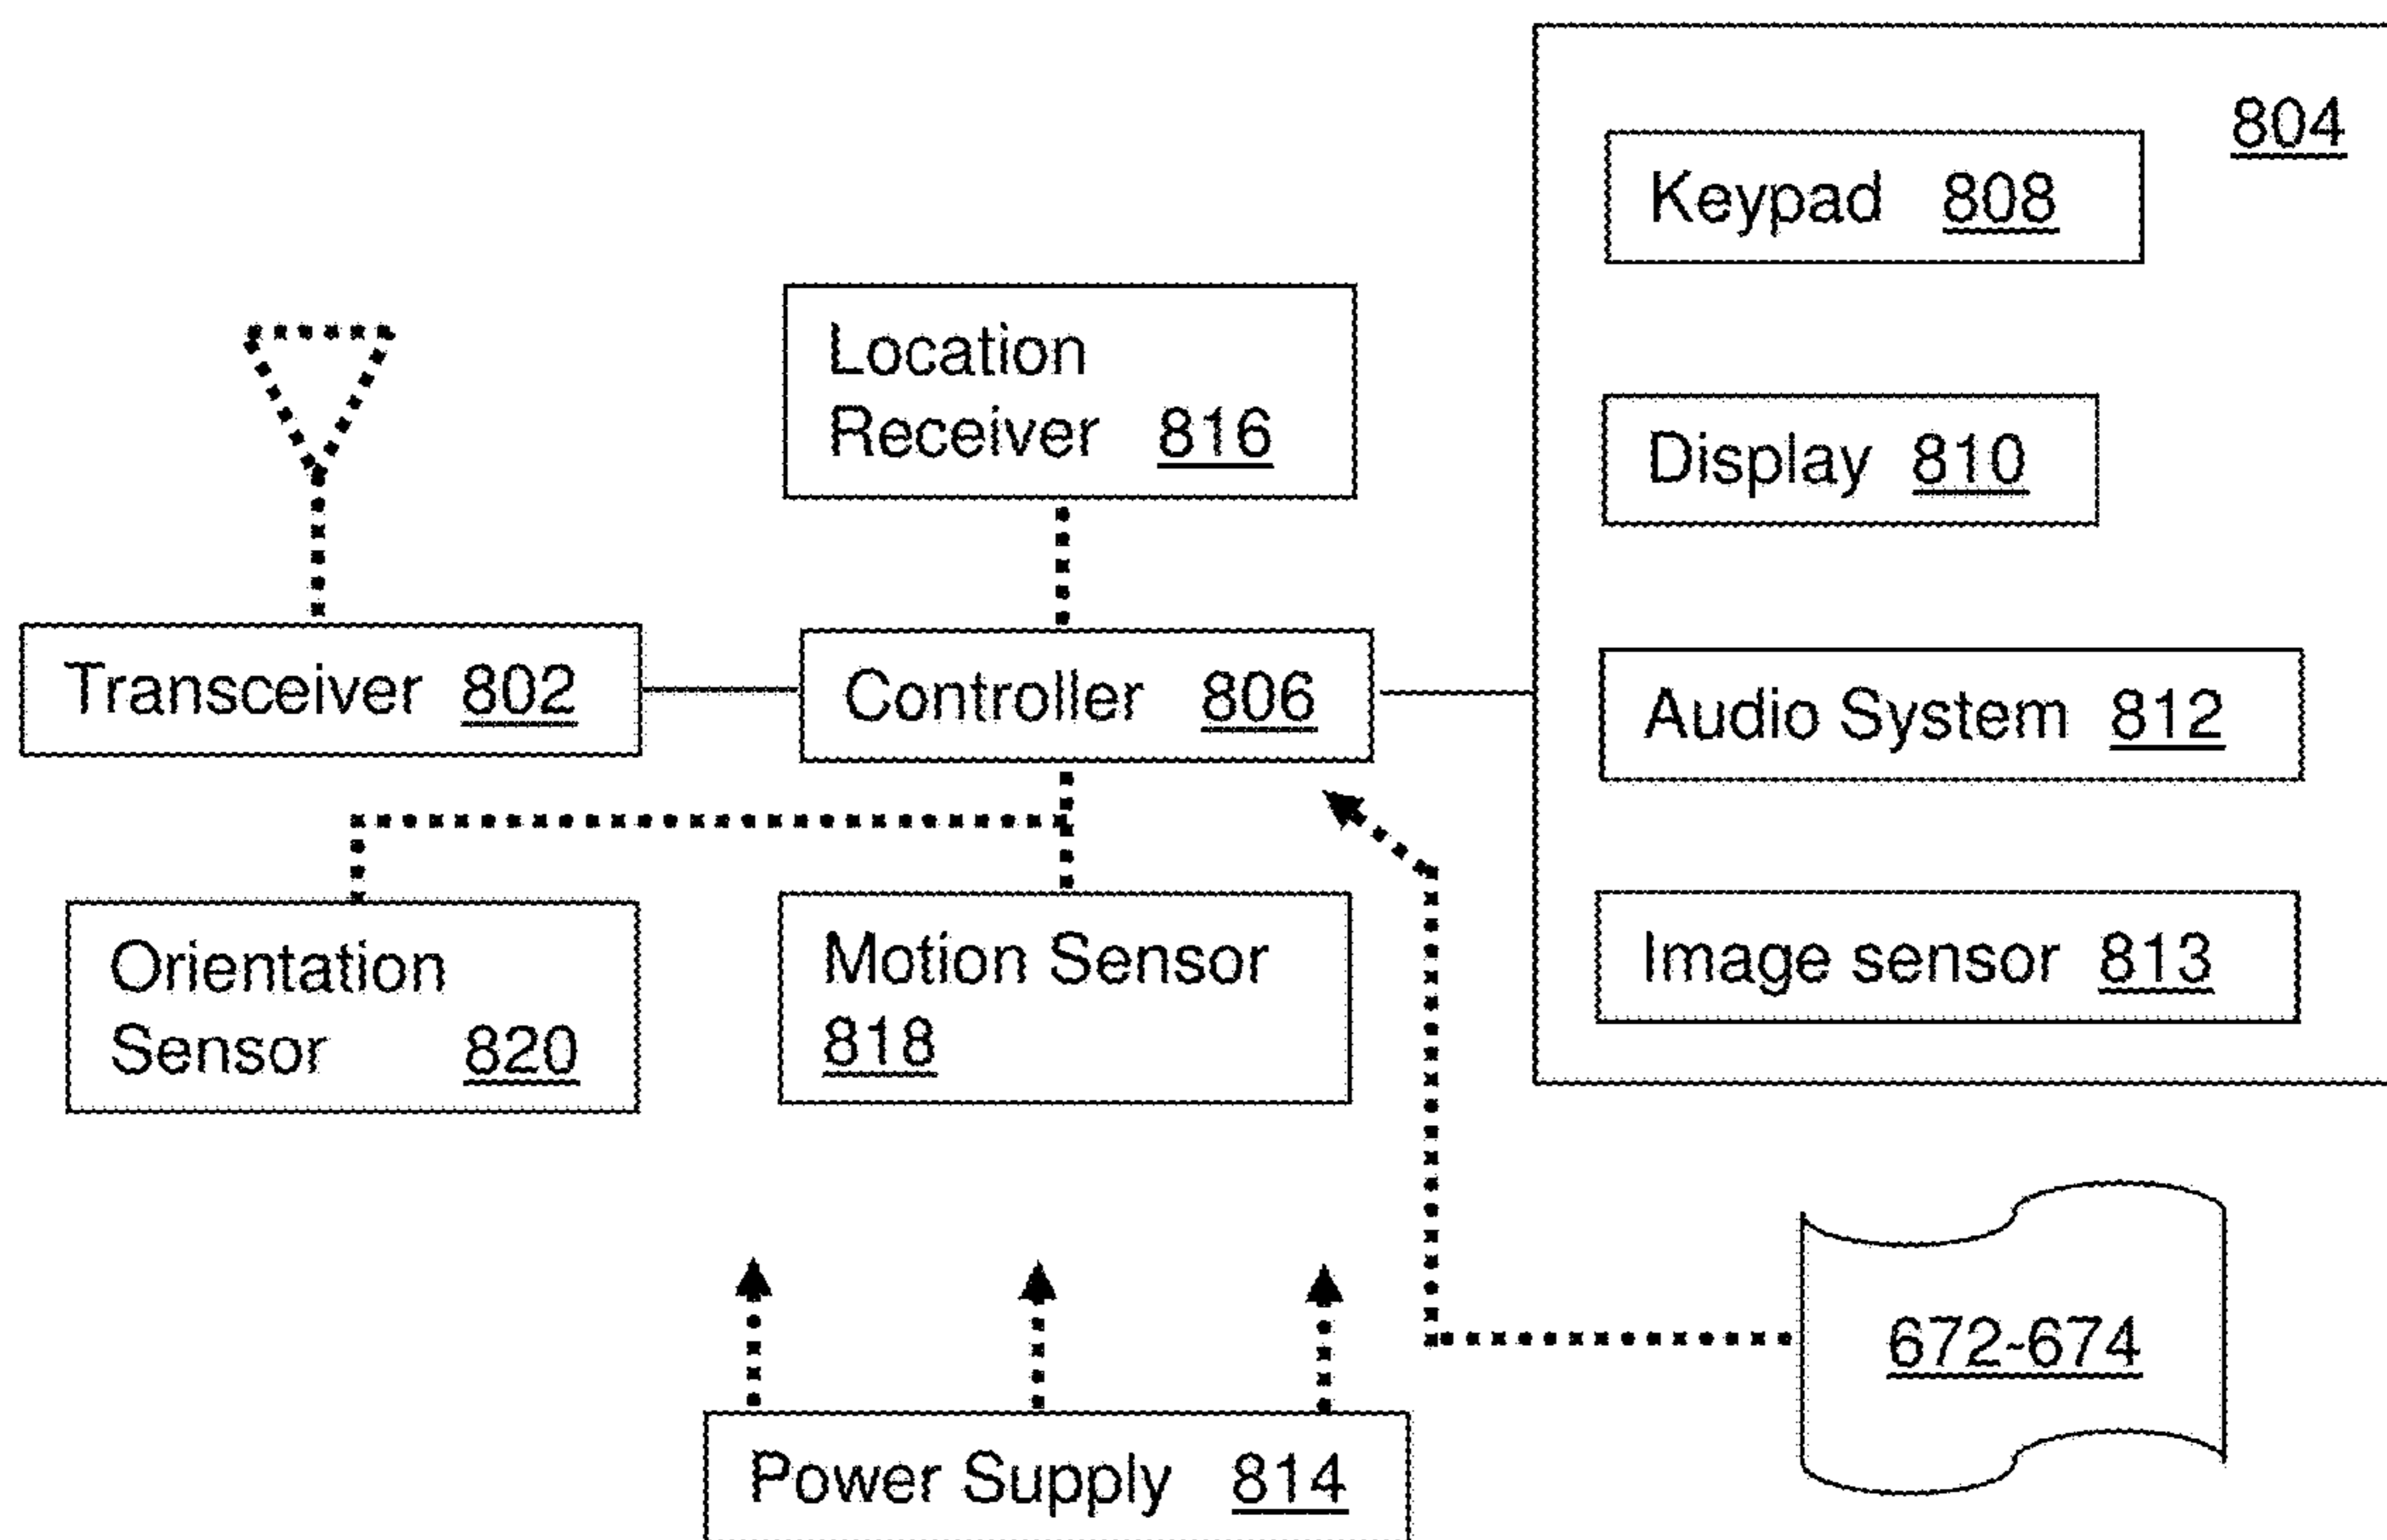 804
Keypad 808
Location
Receiver 816
Display 810
Transceiver 802
Controller 806
Audio System 812
Orientation
Sensor 820
Motion Sensor
818
Image sensor 813
672-674
Power Supply 814